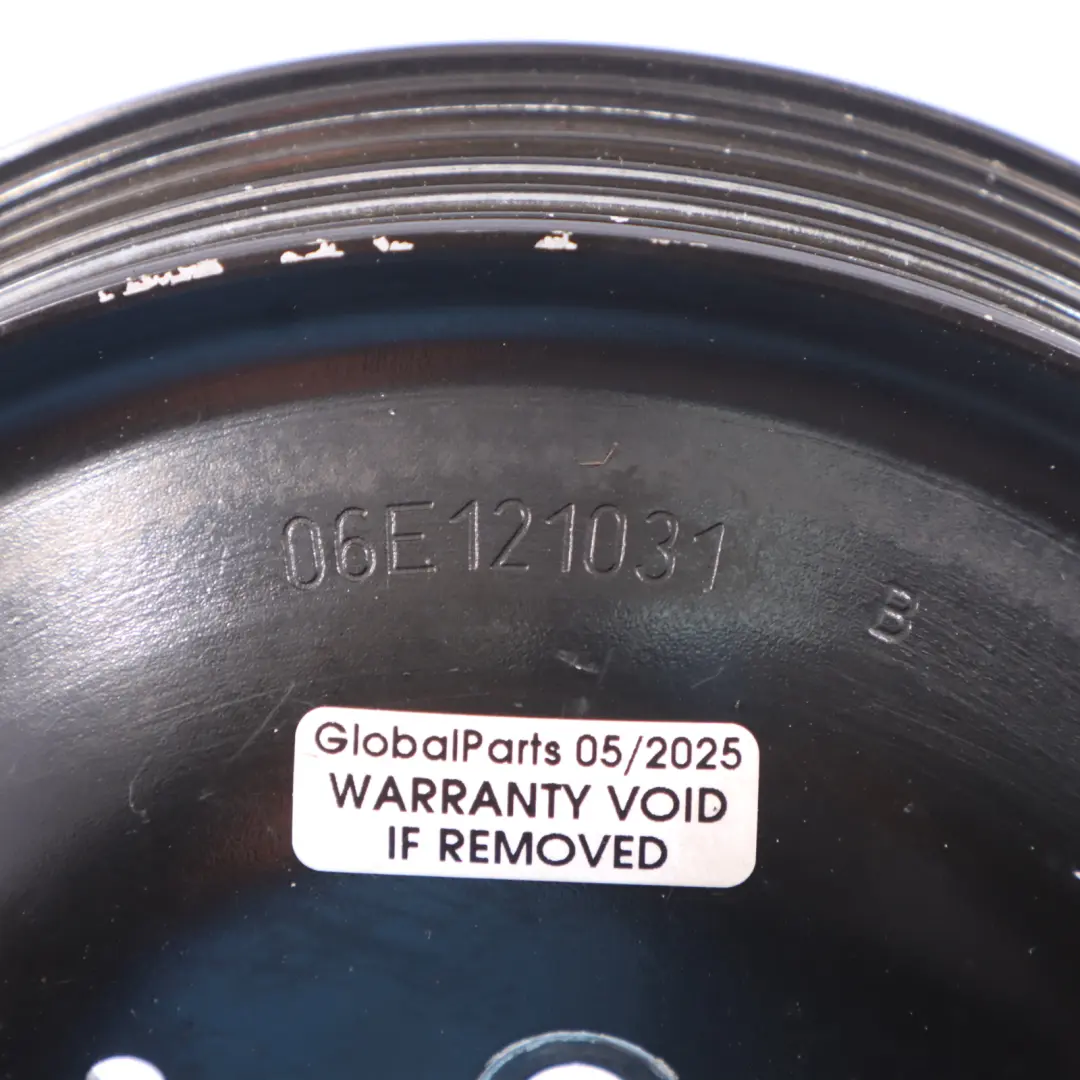 06E121031
B
GlobalParts 05/2025
WARRANTY VOID
IF REMOVED